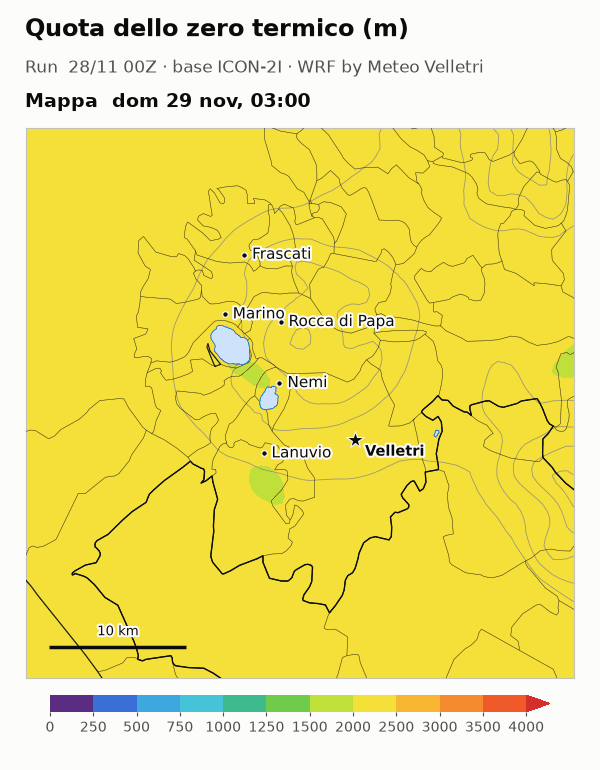 Quota dello zero termico (m)
Run  28/11 00Z · base ICON-2I · WRF by Meteo Velletri
Mappa  dom 29 nov, 03:00
Frascati
Marino
Rocca di Papa
Nemi
Velletri
Lanuvio
10 km
0 250 500 750 1000 1250 1500 2000 2500 3000 3500 4000